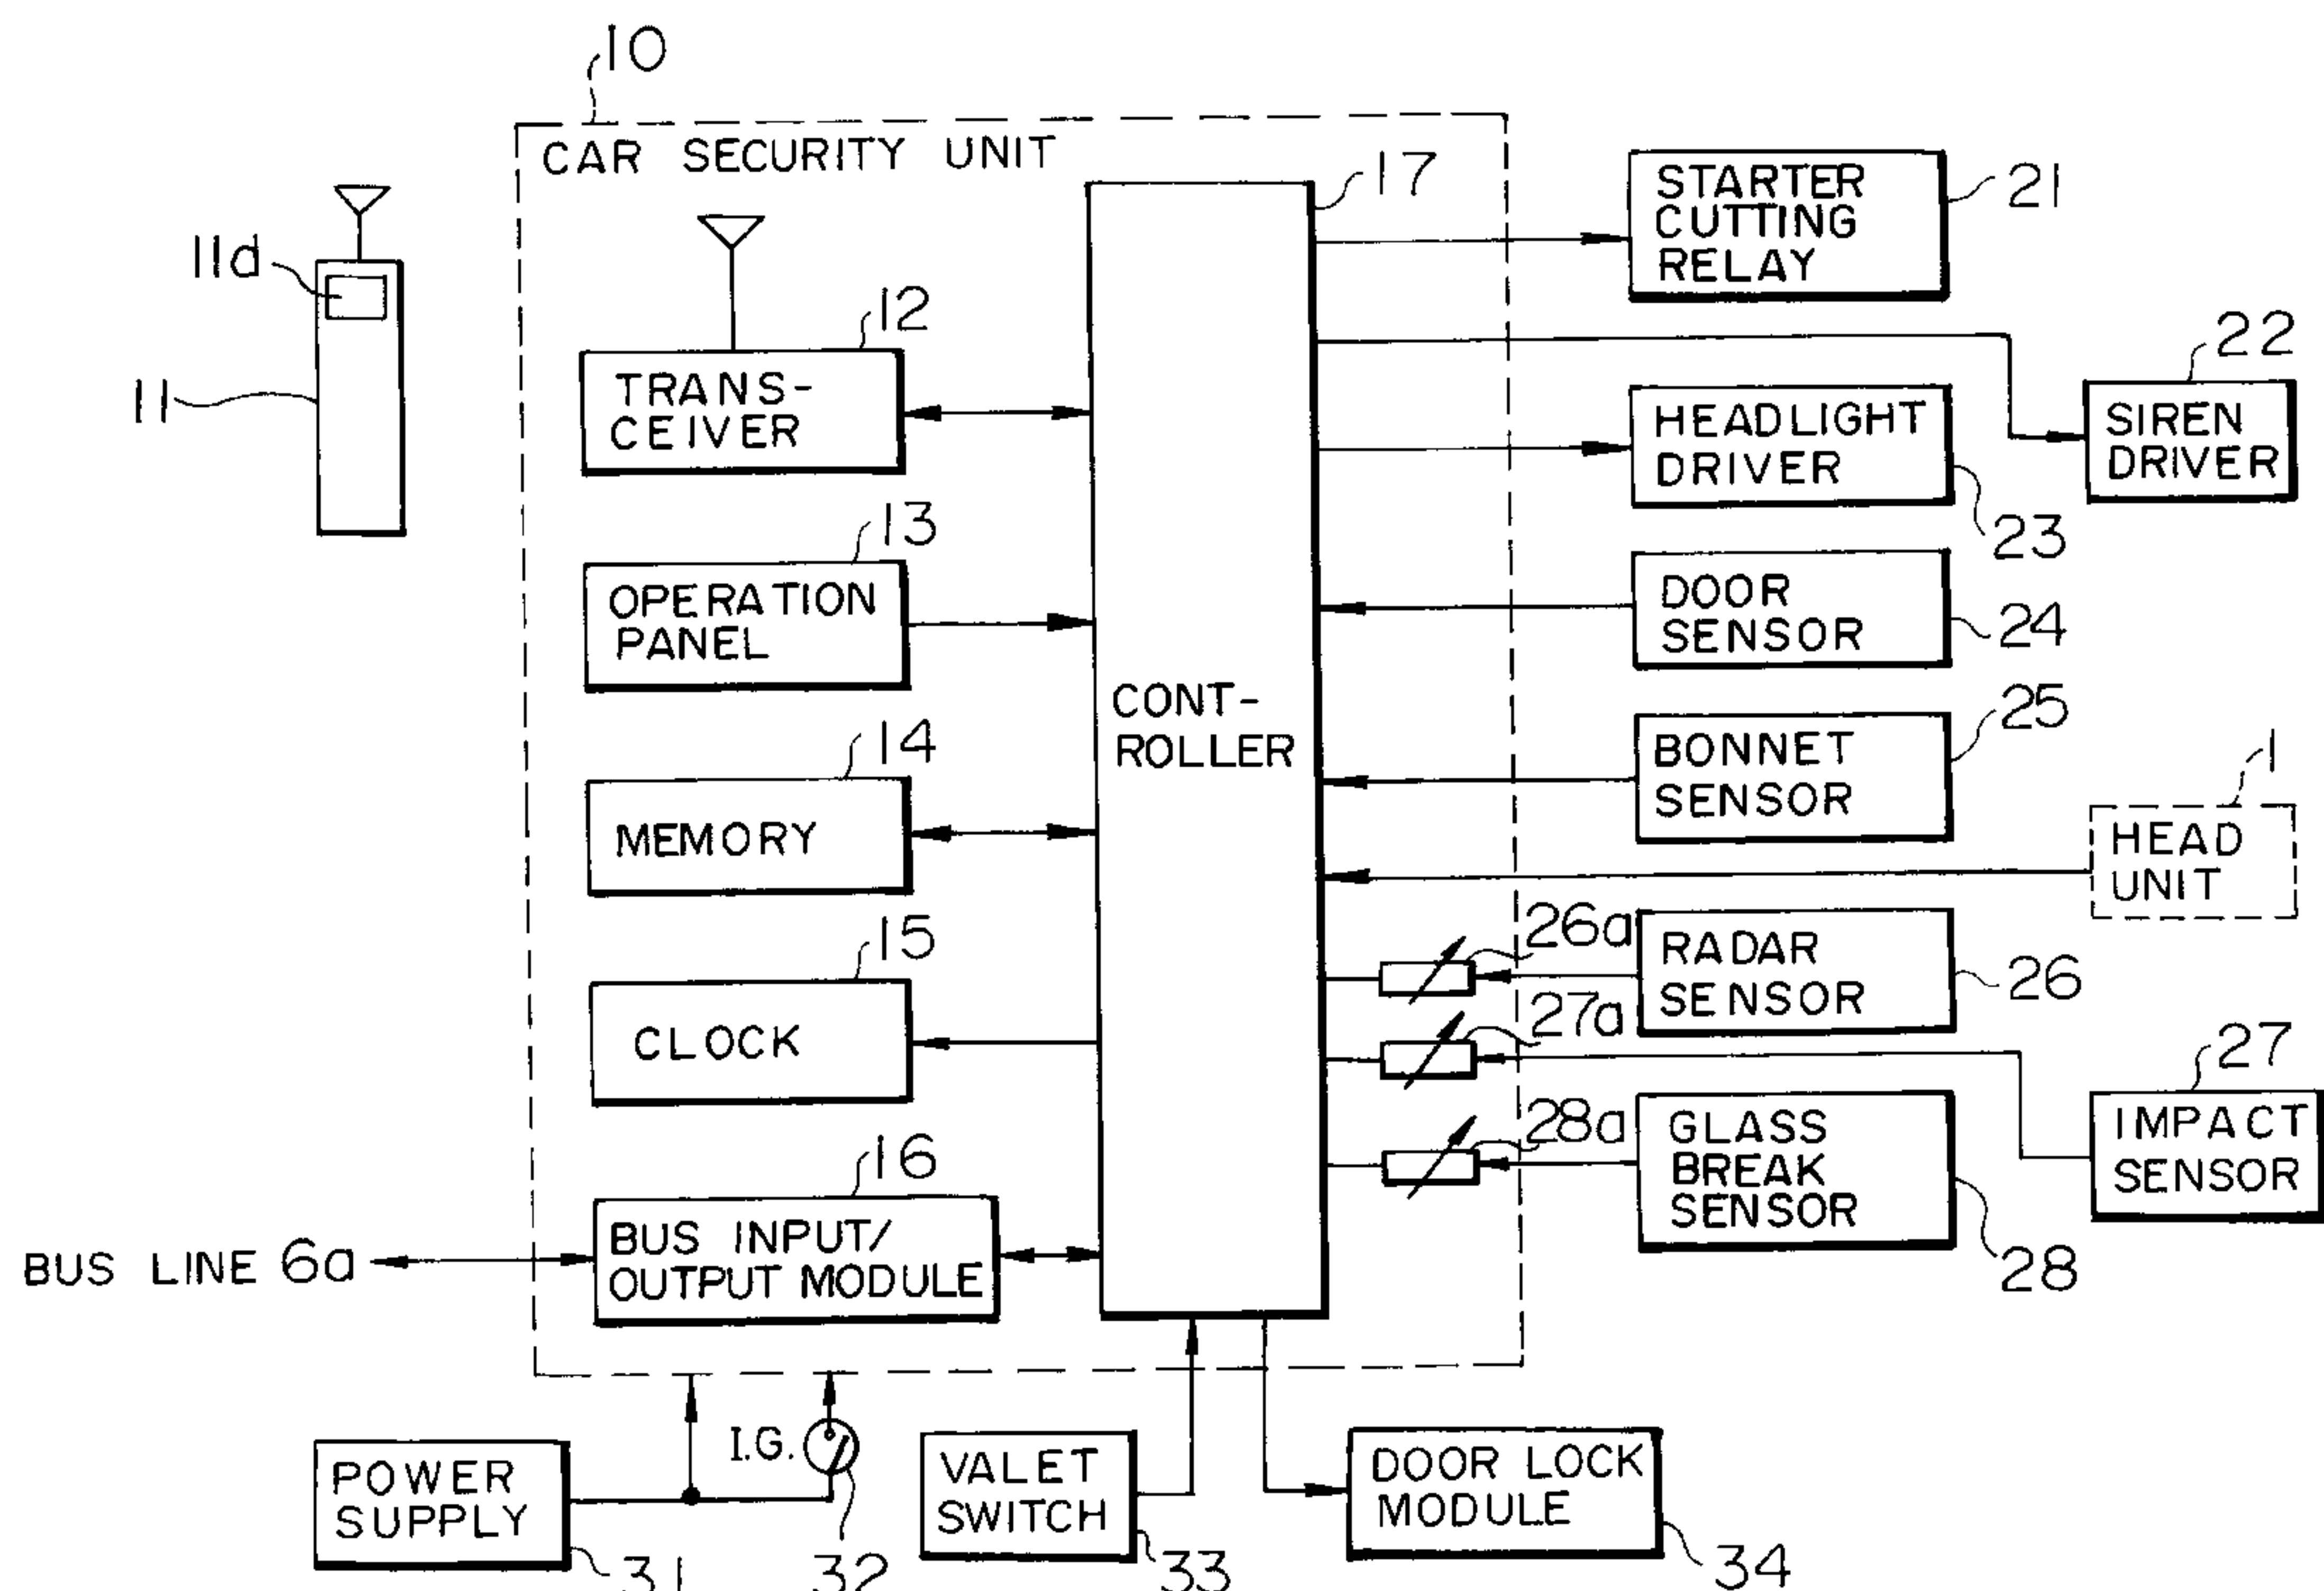 10
CAR SECURITY UNIT
17
STARTER
CUTTING
RELAY
21
11a
12
TRANS-
CEIVER
11
22
SIREN
DRIVER
HEADLIGHT
DRIVER
23
13
OPERATION
PANEL
DOOR
SENSOR
24
CONT-
ROLLER
25
BONNET
SENSOR
14
MEMORY
1
HEAD
UNIT
26a
RADAR
SENSOR
26
15
CLOCK
27a
27
IMPACT
SENSOR
28a
GLASS
BREAK
SENSOR
28
16
BUS INPUT/
OUTPUT MODULE
BUS LINE 6a
I.G.
POWER
SUPPLY
31
32
VALET
SWITCH
33
DOOR LOCK
MODULE
34